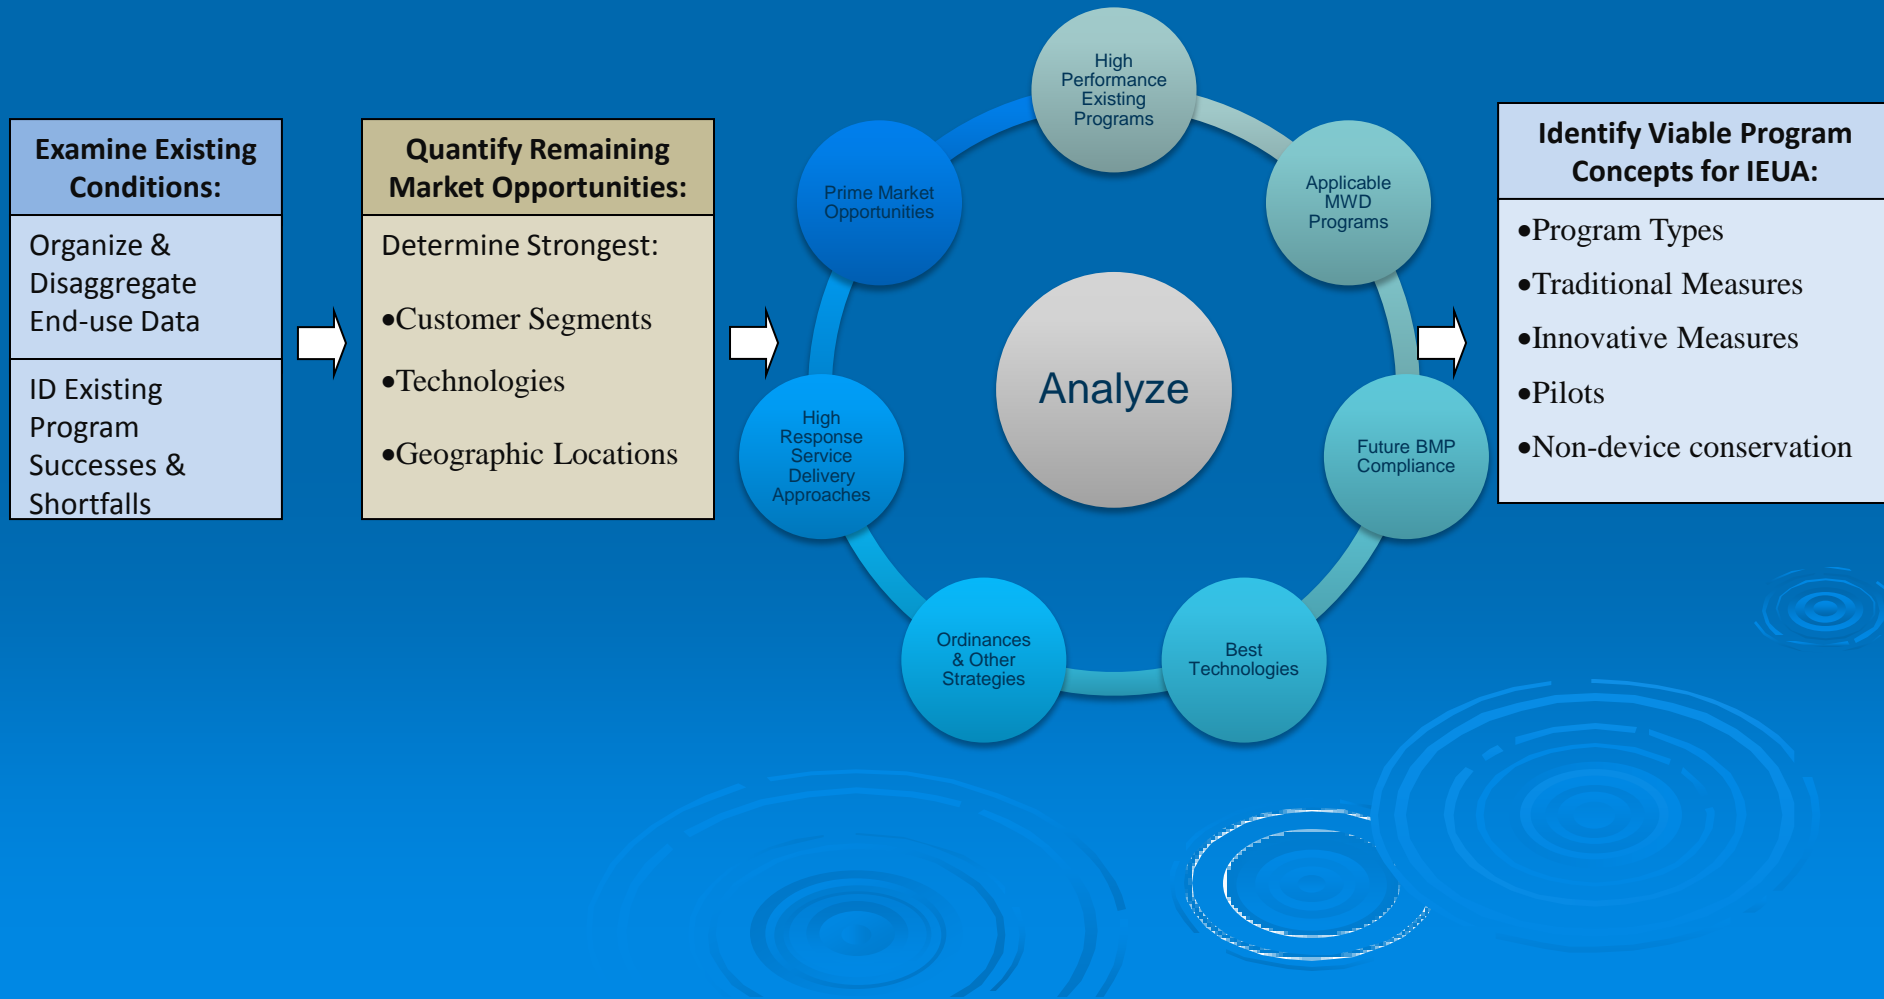 Examine Existing
Conditions:
Organize &
Disaggregate
End-use Data
ID Existing
Program
Successes &
Shortfalls
Quantify Remaining
Market Opportunities:
Determine Strongest:
•Customer Segments
•Technologies
•Geographic Locations
Analyze
High
Performance
Existing
Programs
Applicable
MWD
Programs
Future BMP
Compliance
Best
Technologies
Ordinances
& Other
Strategies
High
Response
Service
Delivery
Approaches
Prime Market
Opportunities
Identify Viable Program
Concepts for IEUA:
•Program Types
•Traditional Measures
•Innovative Measures
•Pilots
•Non-device conservation